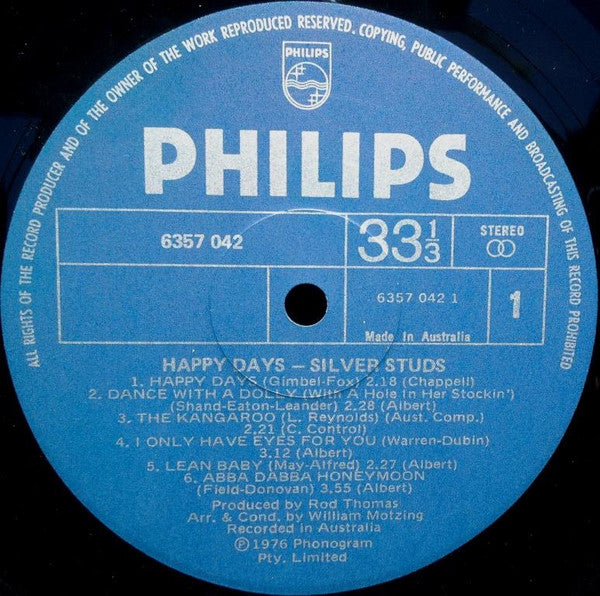 ALL RIGHTS OF THE RECORD PRODUCER AND OF THE OWNER OF THE WORK REPRODUCED RESERVED. COPYING, PUBLIC PERFORMANCE AND BROADCASTING OF THIS RECORD PROHIBITED
PHILIPS
PHILIPS
6357 042
33 1/3
STEREO
6357 042 1
1
Made in Australia
HAPPY DAYS – SILVER STUDS
1. HAPPY DAYS (Gimbel-Fox) 2.18 (Chappell)
2. DANCE WITH A DOLLY (With A Hole In Her Stockin')
(Shand-Eaton-Leander) 2.28 (Albert)
3. THE KANGAROO (L. Reynolds) (Aust. Comp.)
2.21 (C. Control)
4. I ONLY HAVE EYES FOR YOU (Warren-Dubin)
3.12 (Albert)
5. LEAN BABY (May-Alfred) 2.27 (Albert)
6. ABBA DABBA HONEYMOON
(Field-Donovan) 3.55 (Albert)
Produced by Rod Thomas
Arr. & Cond. by William Motzing
Recorded in Australia
Ⓟ 1976 Phonogram
Pty. Limited